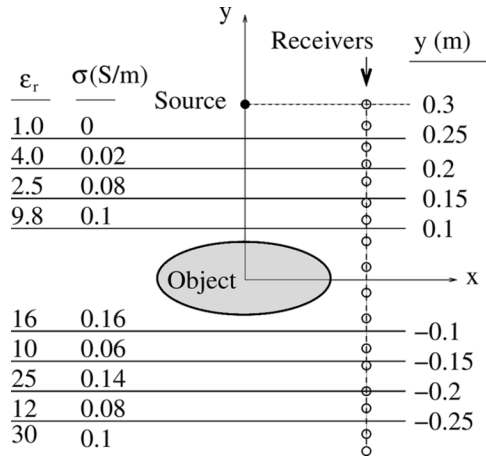 y
Receivers
y (m)
ε_r σ(S/m)
Source
0.3
1.0 0
0.25
4.0 0.02
0.2
2.5 0.08
0.15
9.8 0.1
0.1
Object
x
16 0.16
−0.1
10 0.06
−0.15
25 0.14
−0.2
12 0.08
−0.25
30 0.1